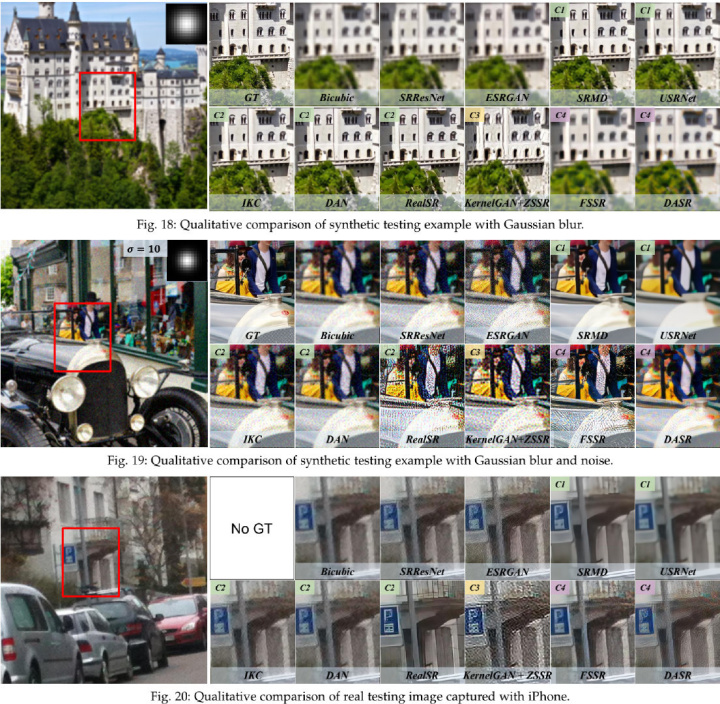 C1
C1
GT
Bicubic
SRResNet
ESRGAN
SRMD
USRNet
C2
C2
C2
C3
C4
C4
IKC
DAN
RealSR
KernelGAN+ZSSR
FSSR
DASR
Fig. 18: Qualitative comparison of synthetic testing example with Gaussian blur.
σ = 10
C1
C1
GT
Bicubic
SRResNet
ESRGAN
SRMD
USRNet
C2
C2
C2
C3
C4
C4
IKC
DAN
RealSR
KernelGAN+ZSSR
FSSR
DASR
Fig. 19: Qualitative comparison of synthetic testing example with Gaussian blur and noise.
P
No GT
C1
C1
Bicubic
SRResNet
ESRGAN
SRMD
USRNet
C2
C2
C2
C3
C4
C4
IKC
DAN
RealSR
KernelGAN + ZSSR
FSSR
DASR
Fig. 20: Qualitative comparison of real testing image captured with iPhone.